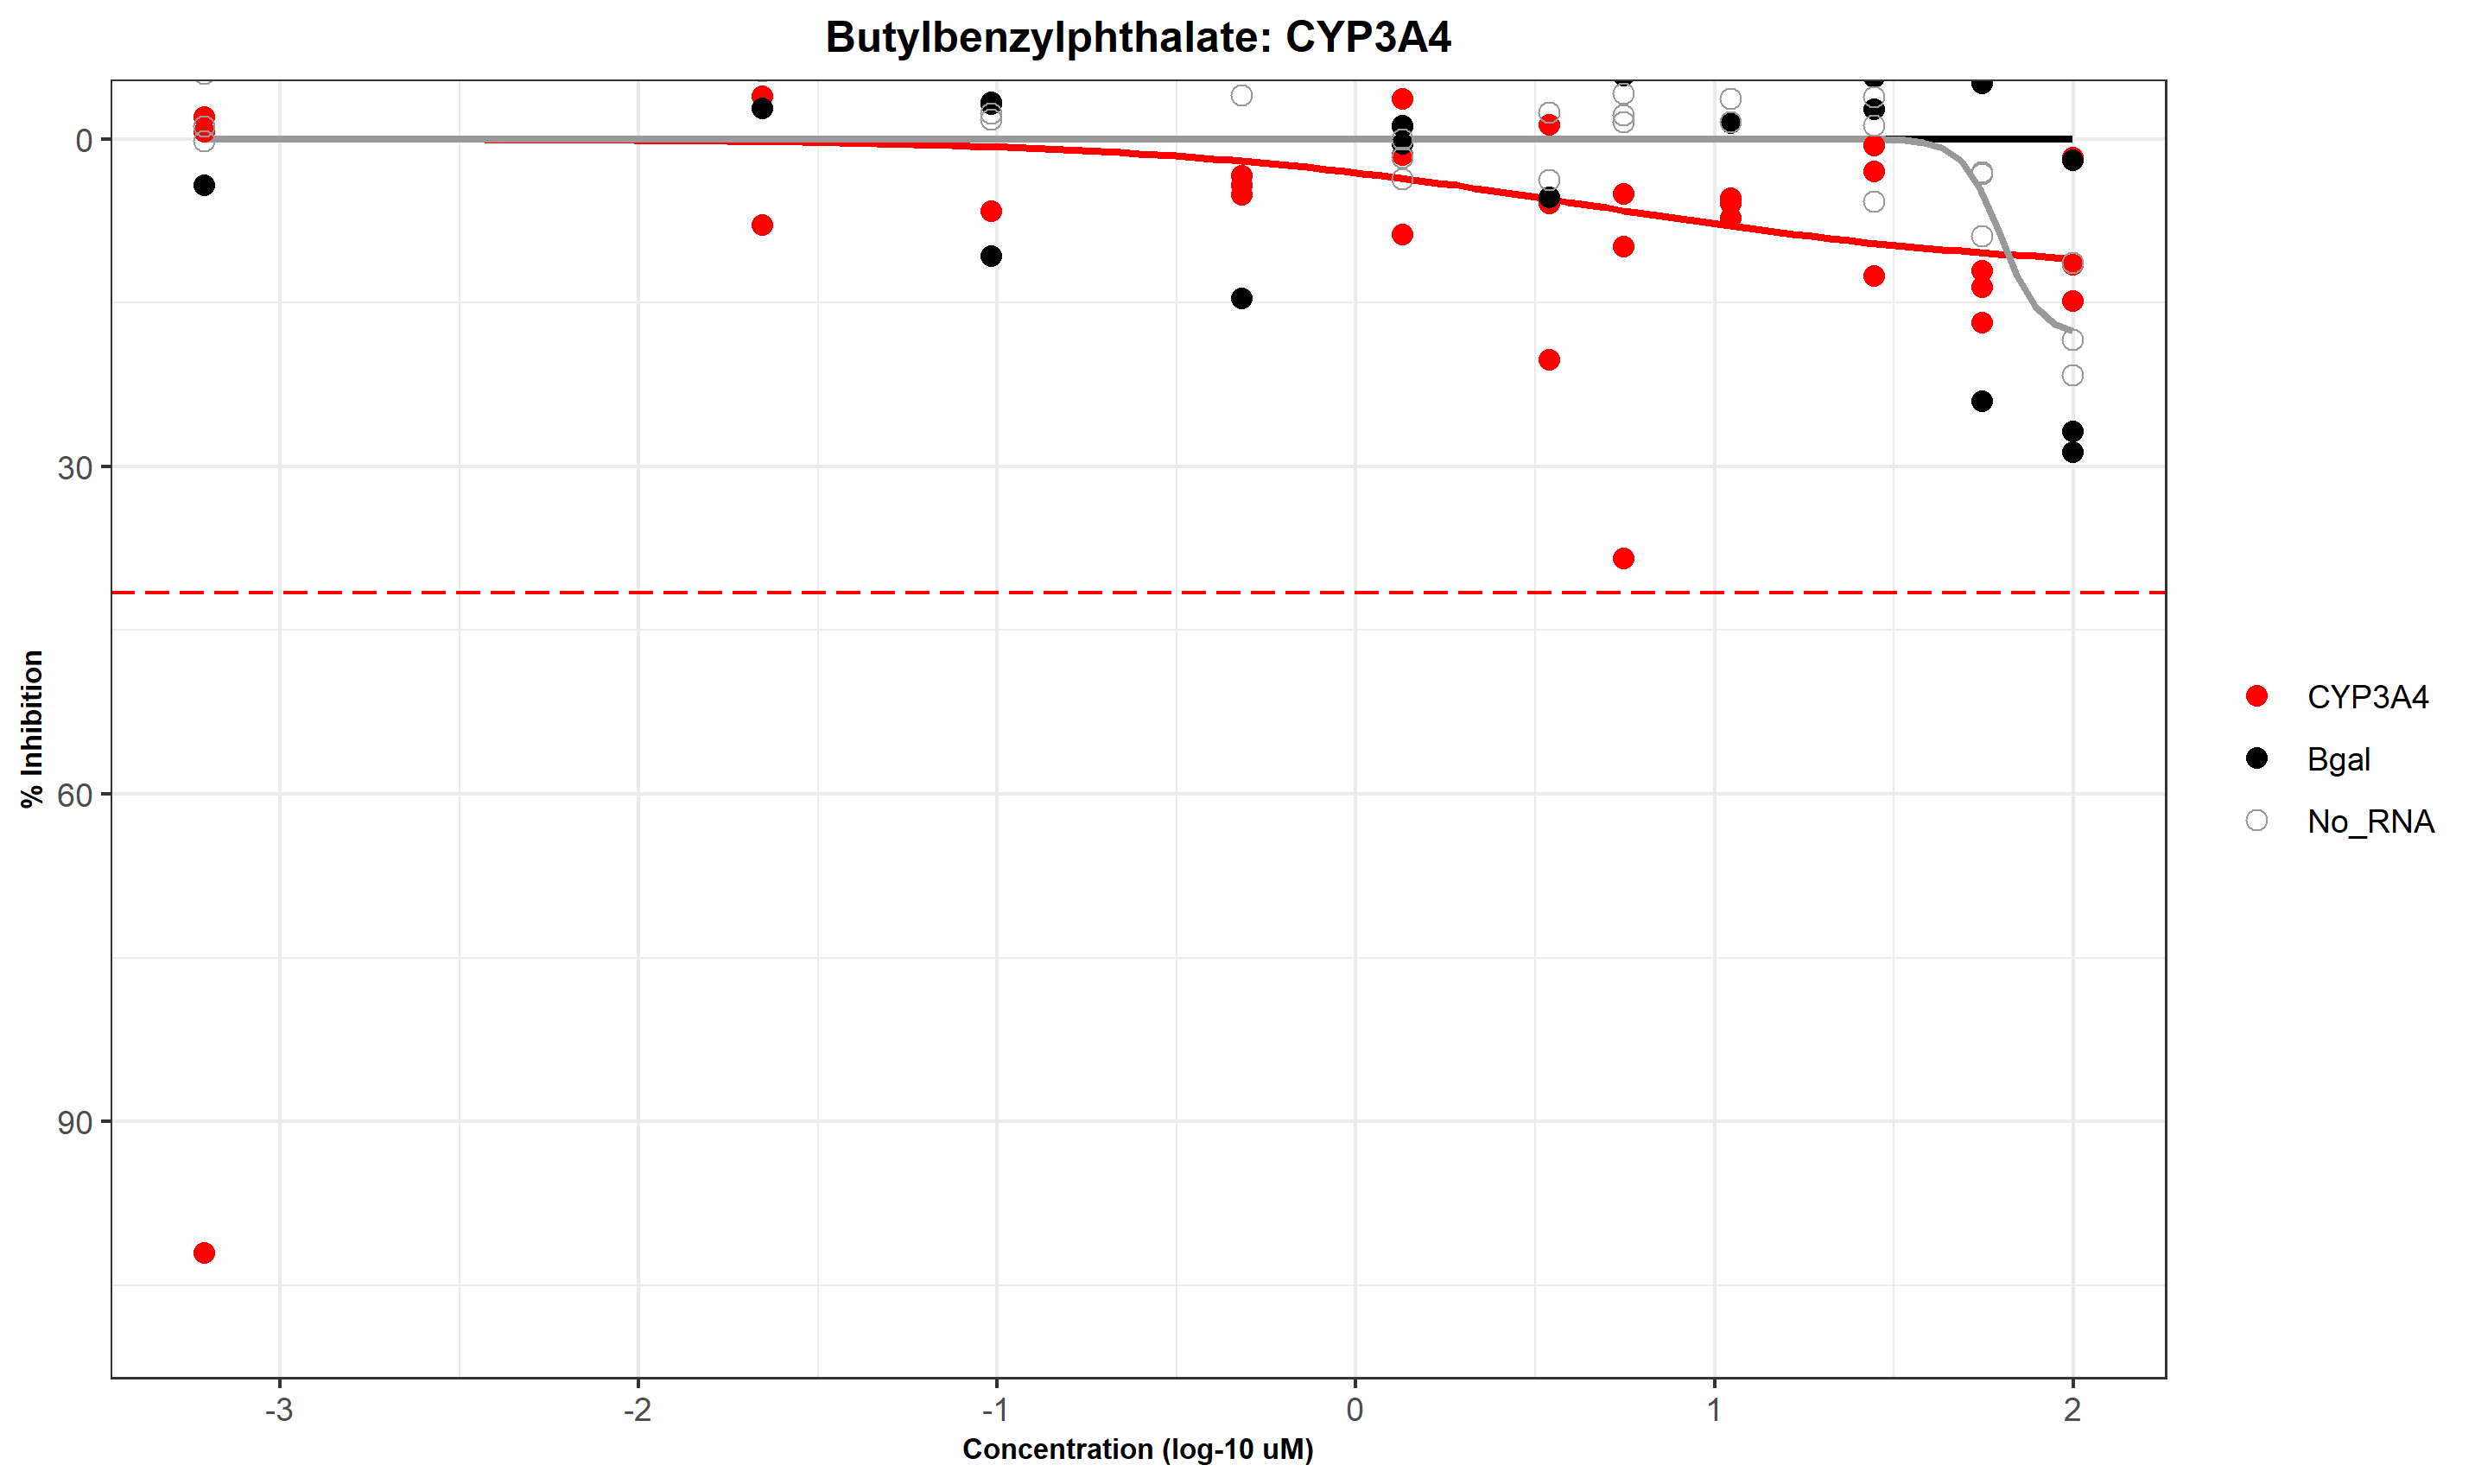 Butylbenzylphthalate: CYP3A4
% Inhibition
0
30
60
90
-3
-2
-1
0
1
2
Concentration (log-10 uM)
CYP3A4
Bgal
No_RNA